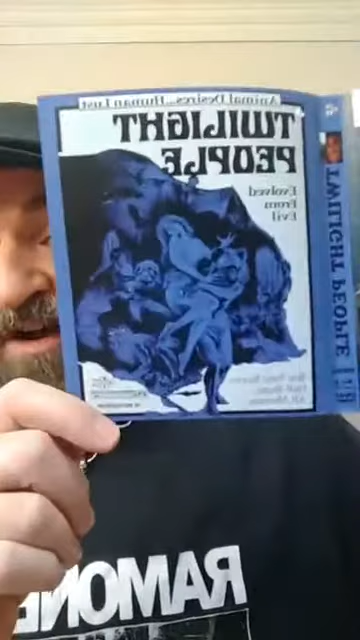 Animal Desires...Human Lust
TWILIGHT
PEOPLE
Evolved
From
Evil
TWILIGHT PEOPLE
RAMONE